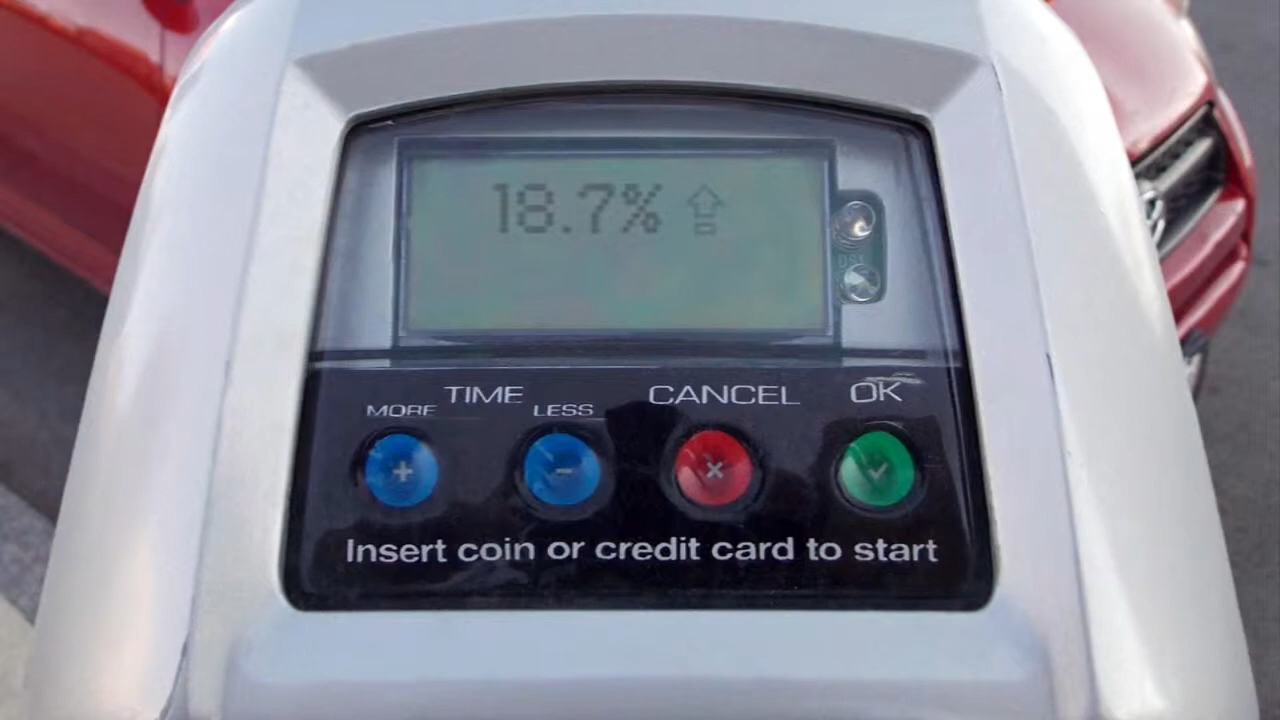 18.7%
TIME
MORE LESS
CANCEL
OK
Insert coin or credit card to start